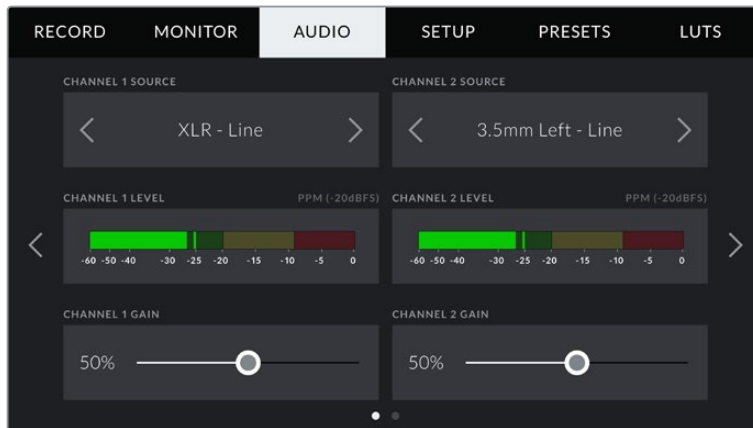 RECORD MONITOR AUDIO SETUP PRESETS LUTS
CHANNEL 1 SOURCE CHANNEL 2 SOURCE
XLR - Line 3.5mm Left - Line
CHANNEL 1 LEVEL PPM (-20dBFS) CHANNEL 2 LEVEL PPM (-20dBFS)
-60 -50 -40 -30 -25 -20 -15 -10 -5 0 -60 -50 -40 -30 -25 -20 -15 -10 -5 0
CHANNEL 1 GAIN CHANNEL 2 GAIN
50% 50%